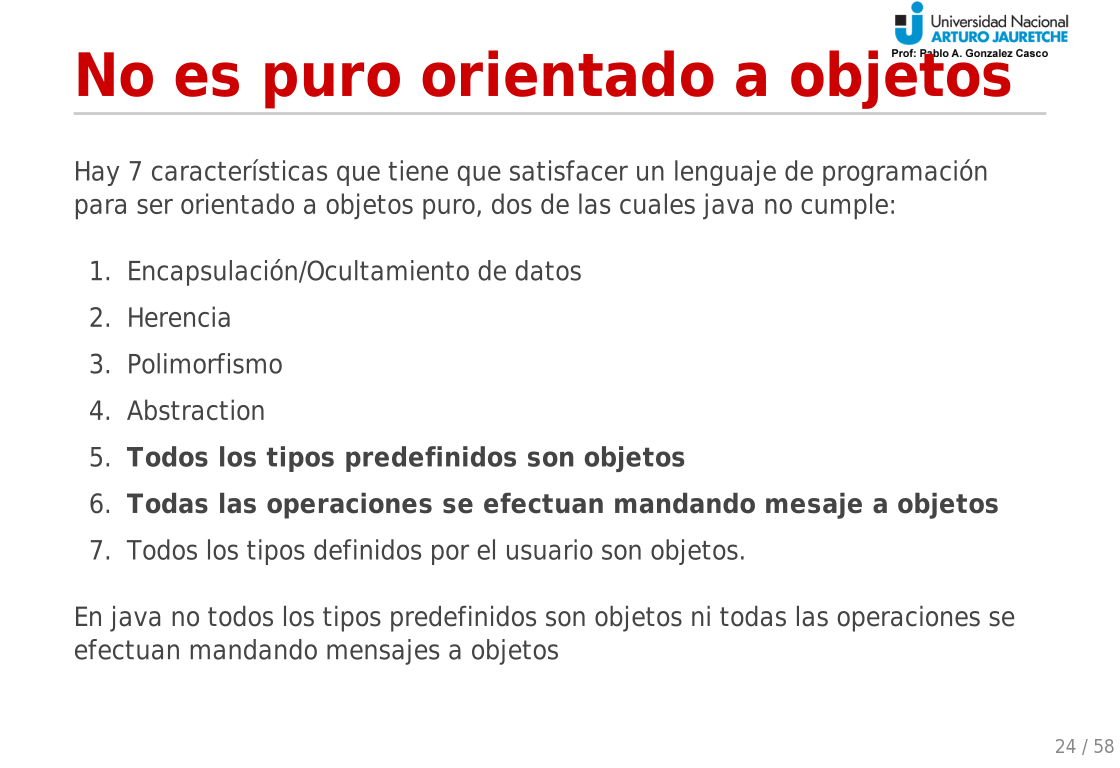 Universidad Nacional
ARTURO JAURETCHE
Prof: Pablo A. Gonzalez Casco
No es puro orientado a objetos
Hay 7 características que tiene que satisfacer un lenguaje de programación
para ser orientado a objetos puro, dos de las cuales java no cumple:
1. Encapsulación/Ocultamiento de datos
2. Herencia
3. Polimorfismo
4. Abstraction
5. Todos los tipos predefinidos son objetos
6. Todas las operaciones se efectuan mandando mesaje a objetos
7. Todos los tipos definidos por el usuario son objetos.
En java no todos los tipos predefinidos son objetos ni todas las operaciones se
efectuan mandando mensajes a objetos
24 / 58